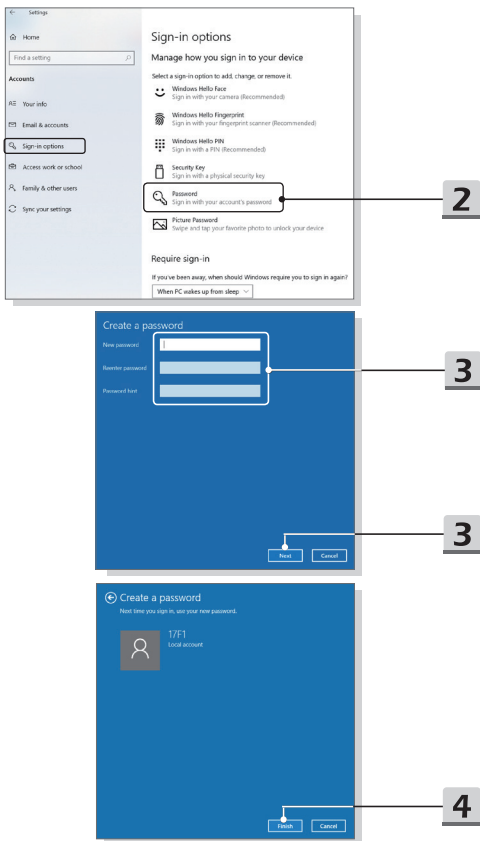 ← Settings
Home
Find a setting
Accounts
Your info
Email & accounts
Sign-in options
Access work or school
Family & other users
Sync your settings
Sign-in options
Manage how you sign in to your device
Select a sign-in option to add, change, or remove it.
Windows Hello Face
Sign in with your camera (Recommended)
Windows Hello Fingerprint
Sign in with your fingerprint scanner (Recommended)
Windows Hello PIN
Sign in with a PIN (Recommended)
Security Key
Sign in with a physical security key
Password
Sign in with your account's password
2
Picture Password
Swipe and tap your favorite photo to unlock your device
Require sign-in
If you've been away, when should Windows require you to sign in again?
When PC wakes up from sleep
Create a password
New password
Reenter password
3
Password hint
3
Next Cancel
Create a password
Next time you sign in, use your new password.
17F1
Local account
4
Finish Cancel